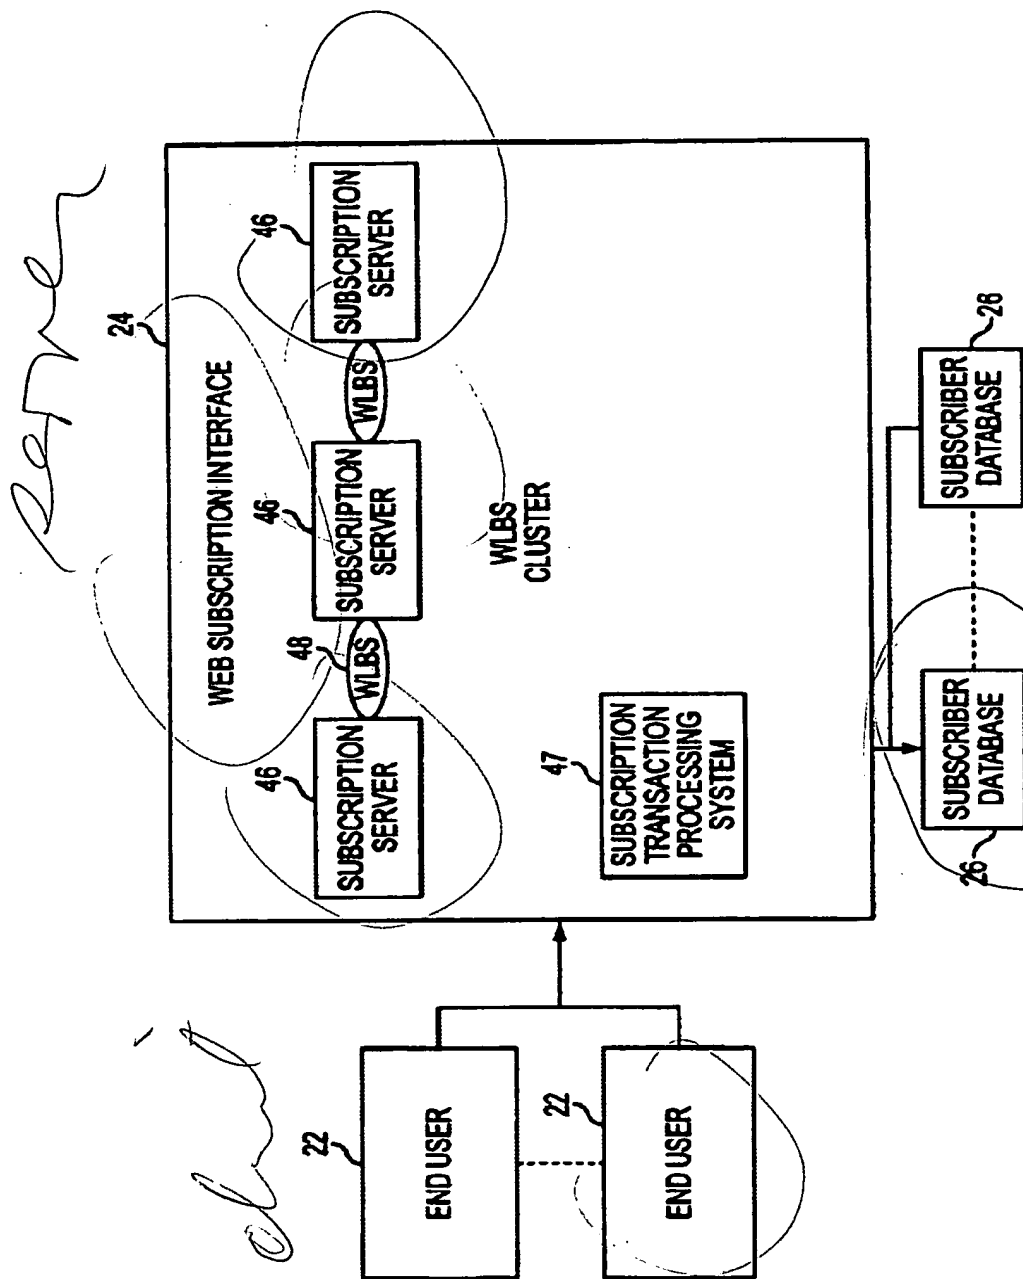 24
WEB SUBSCRIPTION INTERFACE
22
END USER
22
END USER
46
SUBSCRIPTION
SERVER
48
WLBS
46
SUBSCRIPTION
SERVER
WLBS
46
SUBSCRIPTION
SERVER
WLBS
CLUSTER
47
SUBSCRIPTION
TRANSACTION
PROCESSING
SYSTEM
SUBSCRIBER
DATABASE
26
SUBSCRIBER
DATABASE
26